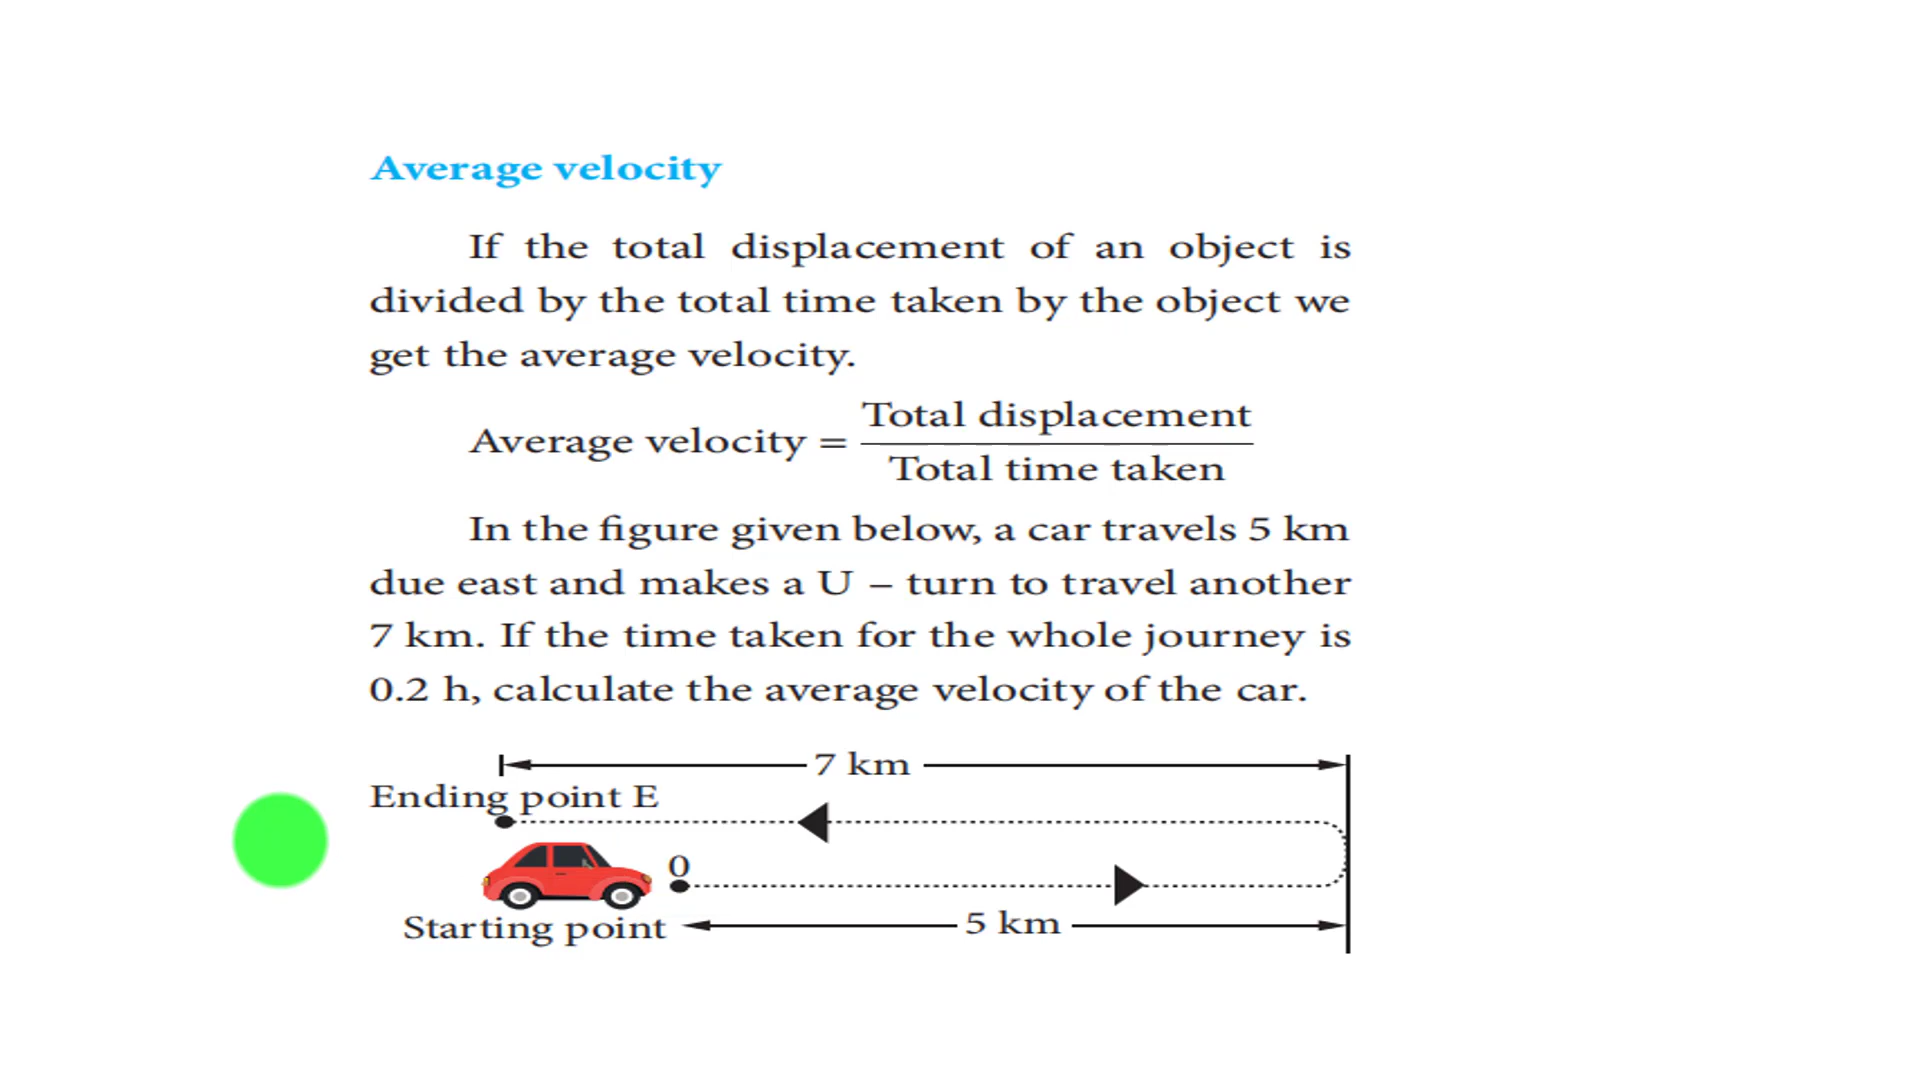 Average velocity
If the total displacement of an object is
divided by the total time taken by the object we
get the average velocity.
Average velocity = Total displacement
Total time taken
In the figure given below, a car travels 5 km
due east and makes a U – turn to travel another
7 km. If the time taken for the whole journey is
0.2 h, calculate the average velocity of the car.
7 km
Ending point E
0
Starting point
5 km